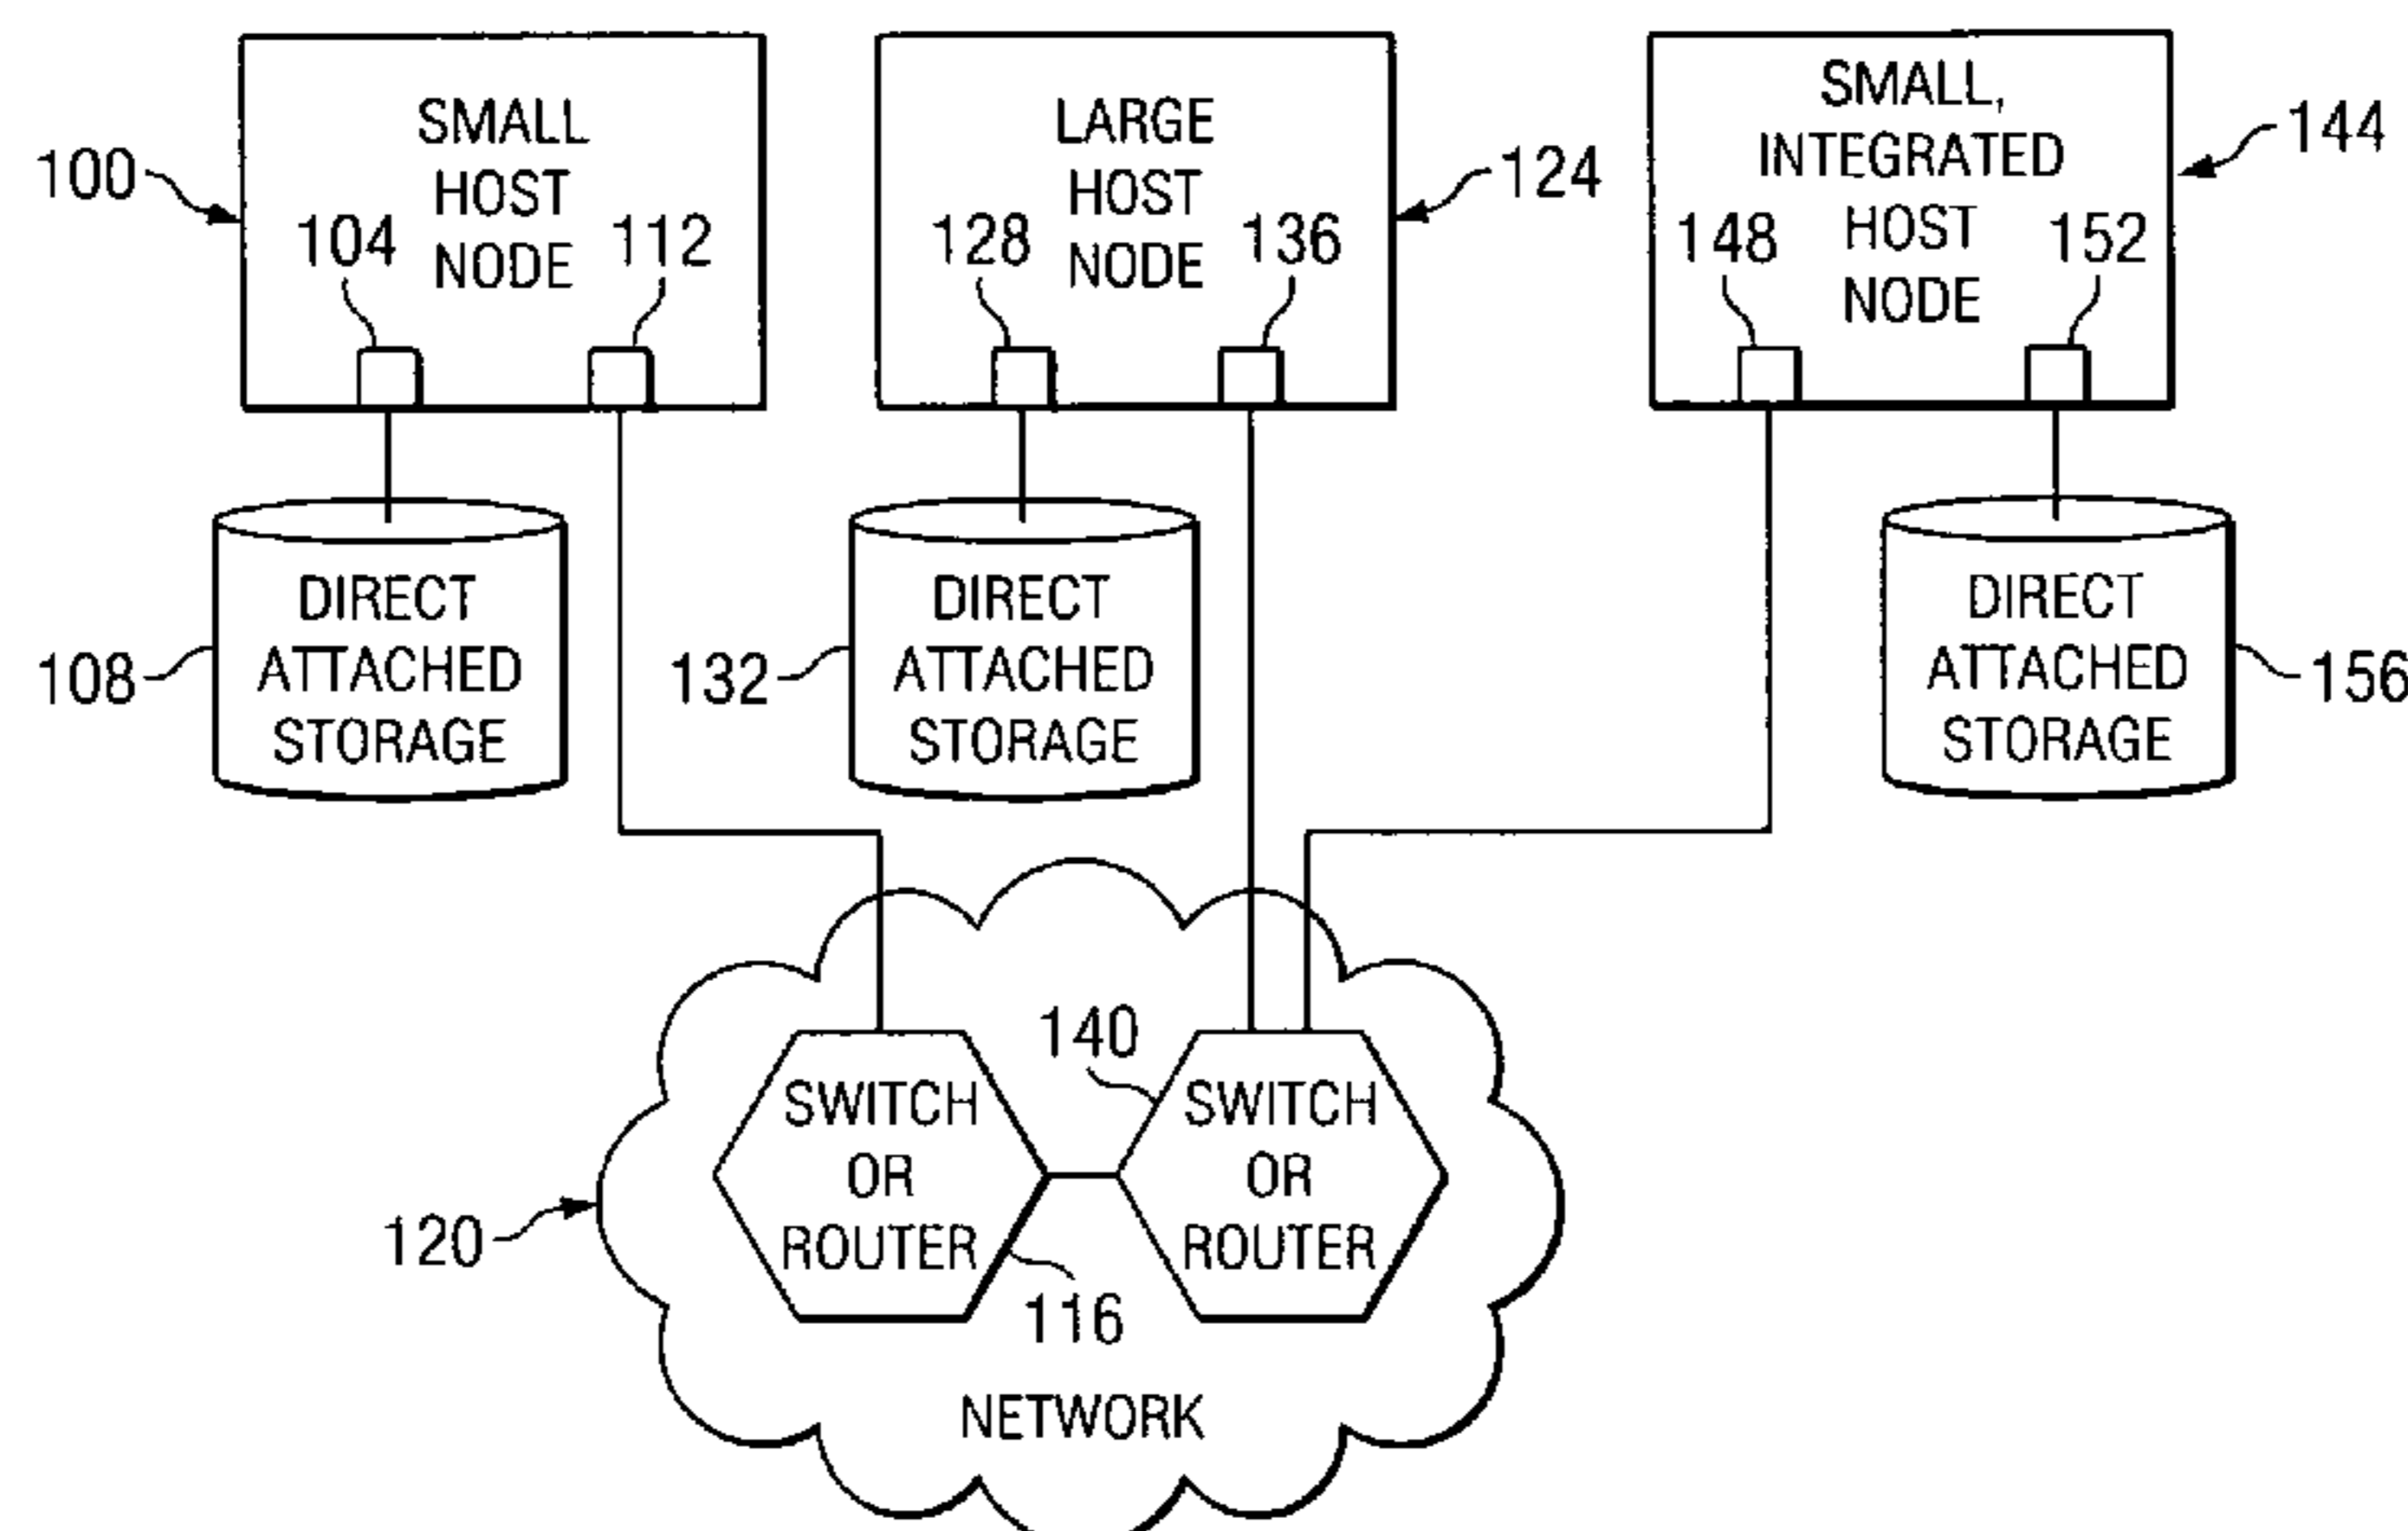 SMALL
HOST
NODE
100
104
112
LARGE
HOST
NODE
124
128
136
SMALL,
INTEGRATED
HOST
NODE
144
148
152
DIRECT
ATTACHED
STORAGE
108
DIRECT
ATTACHED
STORAGE
132
DIRECT
ATTACHED
STORAGE
156
140
SWITCH
OR
ROUTER
SWITCH
OR
ROUTER
120
116
NETWORK